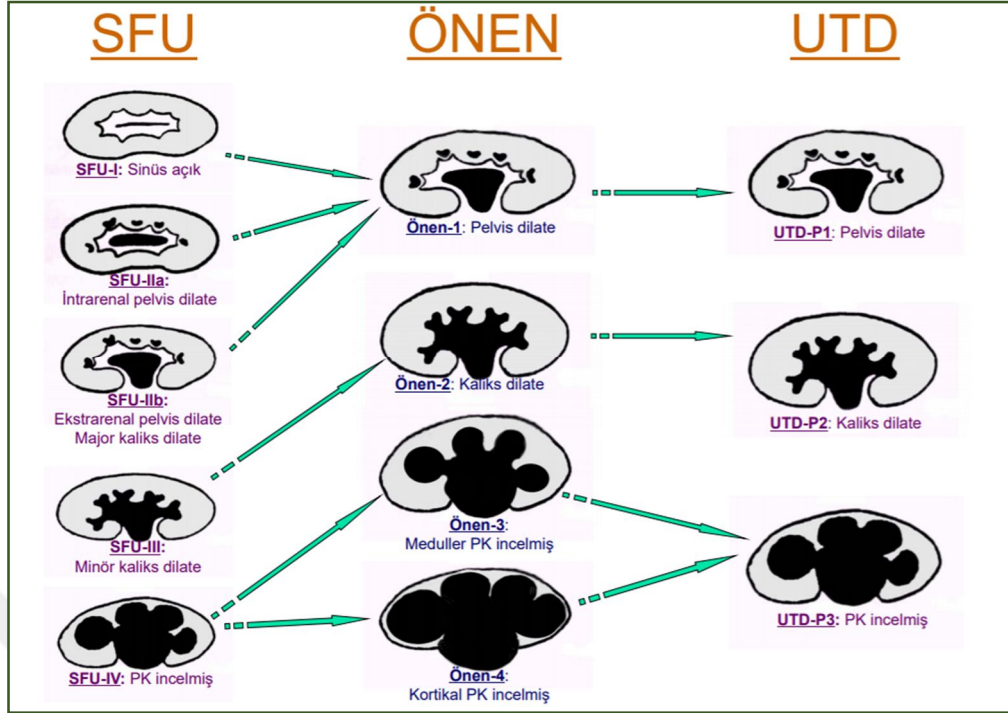 SFU
ÖNEN
UTD
SFU-I: Sinüs açık
SFU-IIa:
İntrarenal pelvis dilate
SFU-IIb:
Ekstrarenal pelvis dilate
Major kaliks dilate
SFU-III:
Minör kaliks dilate
SFU-IV: PK incelmiş
Önen-1: Pelvis dilate
Önen-2: Kaliks dilate
Önen-3:
Meduller PK incelmiş
Önen-4:
Kortikal PK incelmiş
UTD-P1: Pelvis dilate
UTD-P2: Kaliks dilate
UTD-P3: PK incelmiş